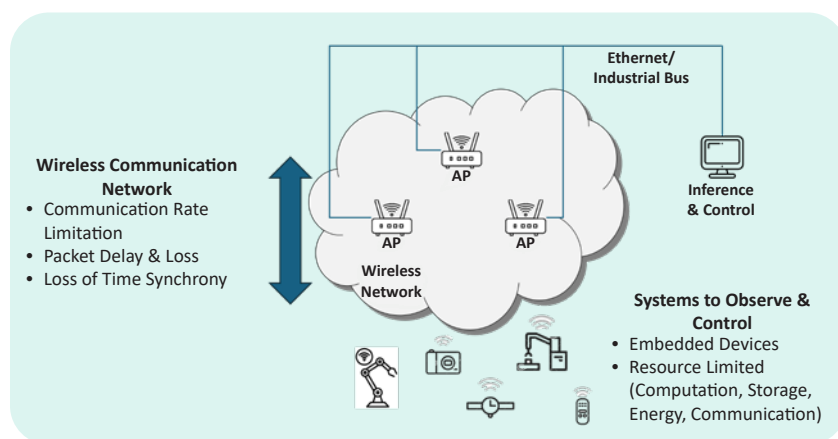 Ethernet/
Industrial Bus
AP
Inference
& Control
AP
AP
Wireless
Network
Wireless Communication
Network
• Communication Rate
Limitation
• Packet Delay & Loss
• Loss of Time Synchrony
Systems to Observe &
Control
• Embedded Devices
• Resource Limited
(Computation, Storage,
Energy, Communication)